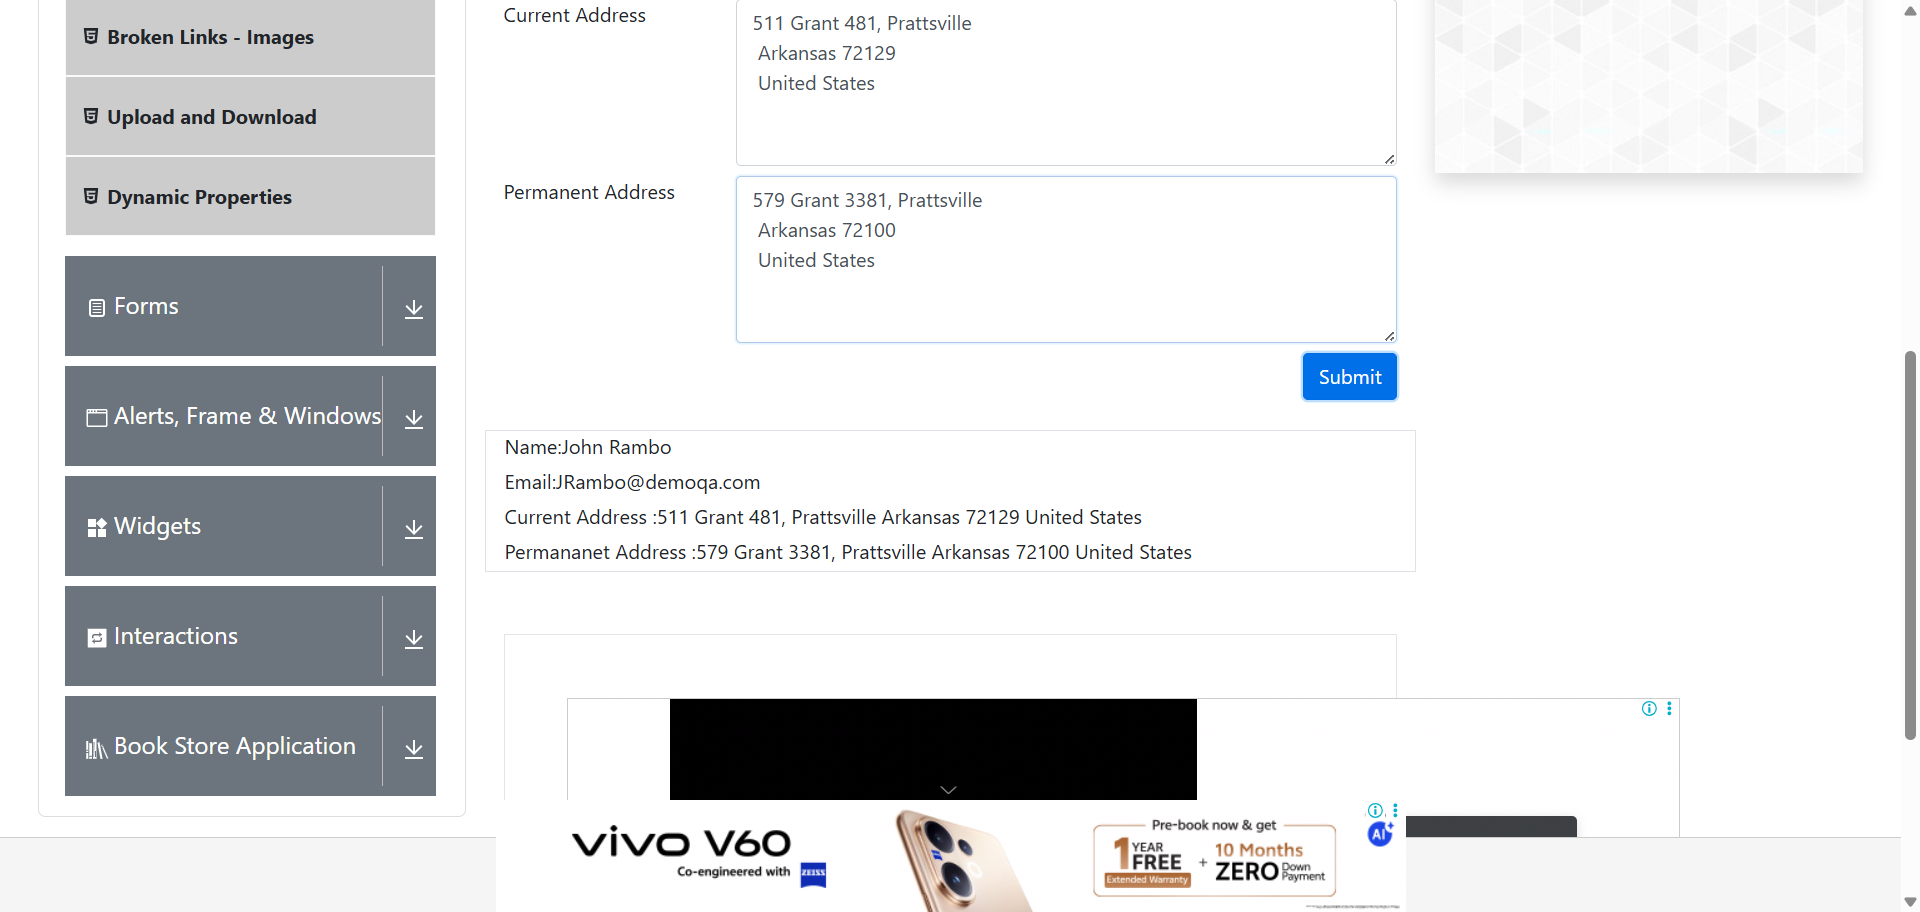 Broken Links - Images
Upload and Download
Dynamic Properties
Forms
Alerts, Frame & Windows
Widgets
Interactions
Book Store Application
Current Address
511 Grant 481, Prattsville
Arkansas 72129
United States
Permanent Address
579 Grant 3381, Prattsville
Arkansas 72100
United States
Submit
Name:John Rambo
Email:JRambo@demoqa.com
Current Address :511 Grant 481, Prattsville Arkansas 72129 United States
Permananet Address :579 Grant 3381, Prattsville Arkansas 72100 United States
vivo V60
Co-engineered with ZEISS
Pre-book now & get
1 YEAR FREE Extended Warranty + 10 Months ZERO Down Payment
AI